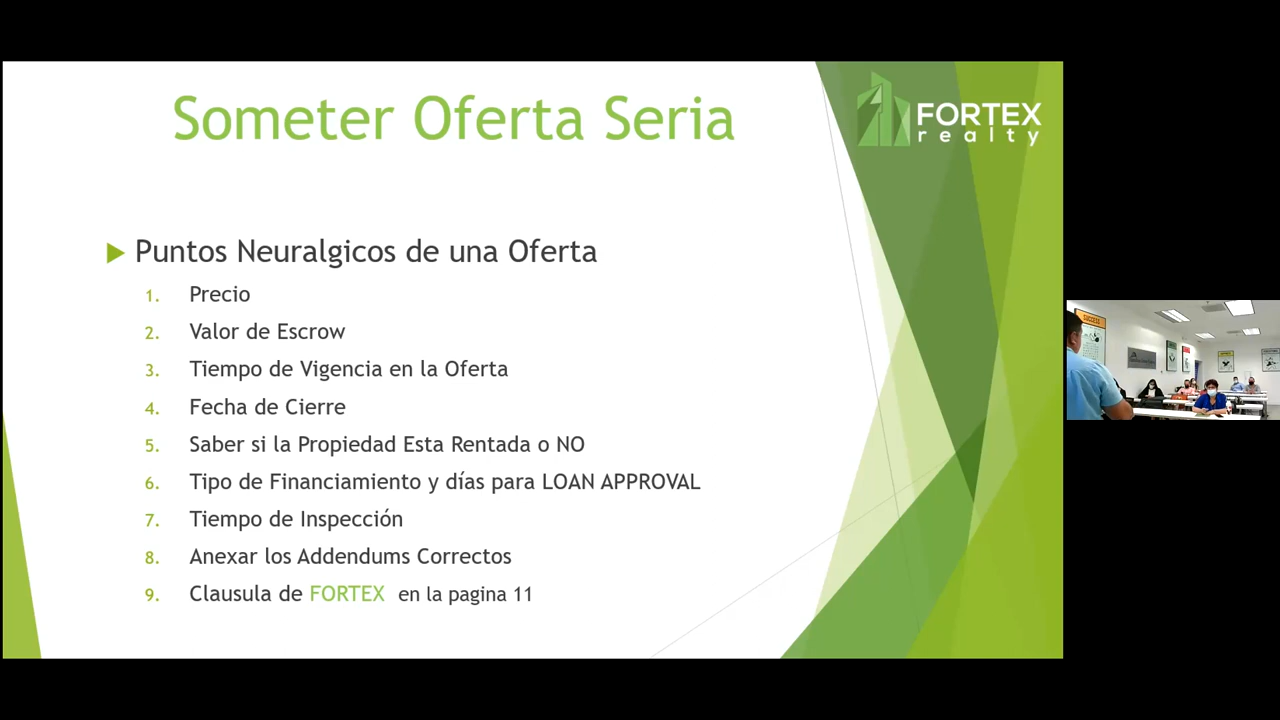 Someter Oferta Seria
FORTEX
realty
Puntos Neuralgicos de una Oferta
1. Precio
2. Valor de Escrow
3. Tiempo de Vigencia en la Oferta
4. Fecha de Cierre
5. Saber si la Propiedad Esta Rentada o NO
6. Tipo de Financiamiento y días para LOAN APPROVAL
7. Tiempo de Inspección
8. Anexar los Addendums Correctos
9. Clausula de FORTEX en la pagina 11
SUCCESS